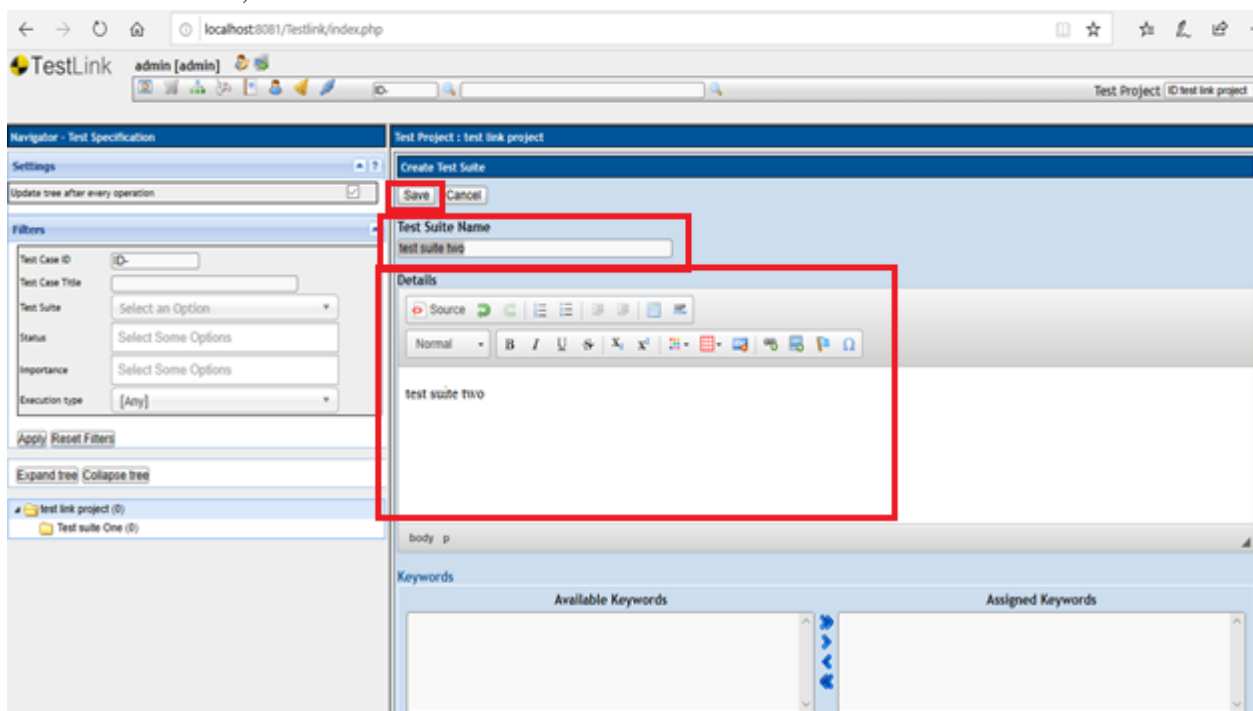 localhost:8081/Testlink/index.php
TestLink admin [admin]
ID-
Test Project ID:test link project
Navigator - Test Specification
Settings
?
Update tree after every operation
Filters
Test Case ID ID-
Test Case Title
Test Suite Select an Option
Status Select Some Options
Importance Select Some Options
Execution type [Any]
Apply Reset Filters
Expand tree Collapse tree
test link project (0)
Test suite One (0)
Test Project : test link project
Create Test Suite
Save Cancel
Test Suite Name
test suite two
Details
Source
Normal B I U S X₂ x² Ω
test suite two
body p
Keywords
Available Keywords Assigned Keywords